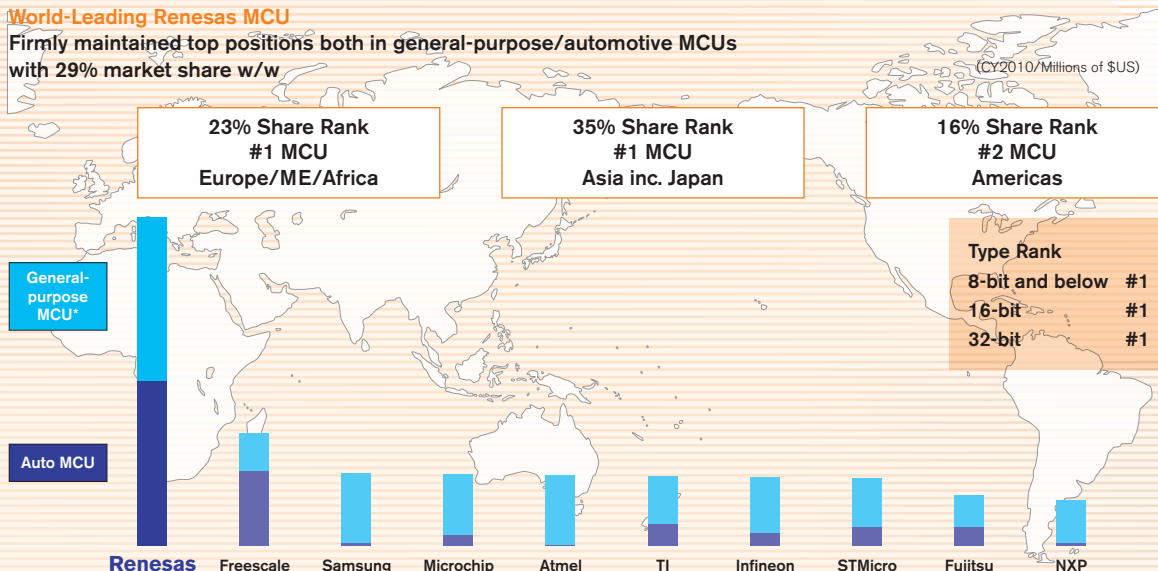 World-Leading Renesas MCU
Firmly maintained top positions both in general-purpose/automotive MCUs
with 29% market share w/w
(CY2010/Millions of $US)
23% Share Rank
#1 MCU
Europe/ME/Africa
35% Share Rank
#1 MCU
Asia inc. Japan
16% Share Rank
#2 MCU
Americas
Type Rank
8-bit and below #1
16-bit #1
32-bit #1
General-
purpose
MCU*
Auto MCU
Renesas Freescale Samsung Microchip Atmel TI Infineon STMicro Fujitsu NXP